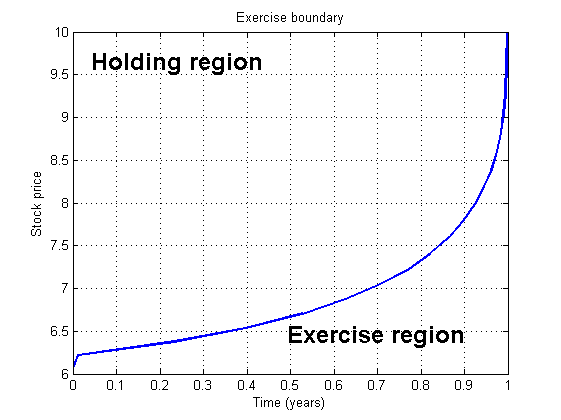 Exercise boundary
10
9.5
9
8.5
8
7.5
7
6.5
6
Stock price
Holding region
Exercise region
0 0.1 0.2 0.3 0.4 0.5 0.6 0.7 0.8 0.9 1
Time (years)